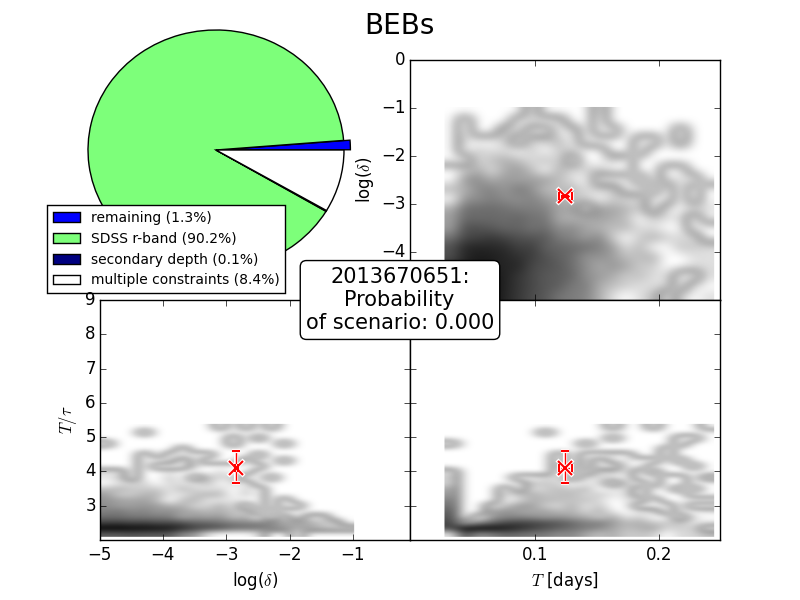 BEBs
remaining (1.3%)
SDSS r-band (90.2%)
secondary depth (0.1%)
multiple constraints (8.4%)
0
−1
−2
−3
−4
log(δ)
2013670651:
Probability
of scenario: 0.000
9
8
7
6
5
4
3
T/τ
−5 −4 −3 −2 −1
log(δ)
0.1 0.2
T [days]